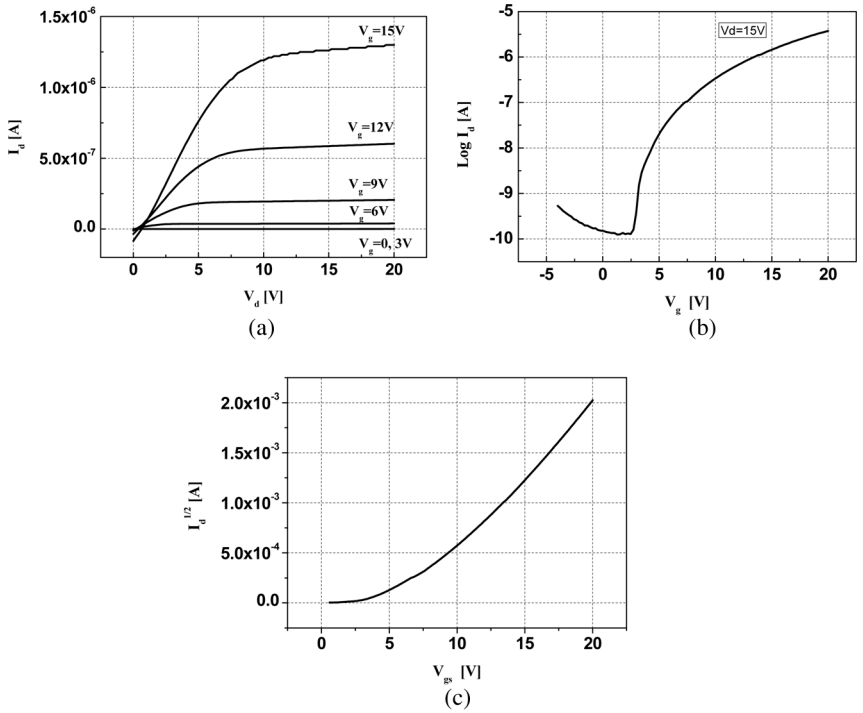 1.5x10^-6
1.0x10^-6
5.0x10^-7
0.0
I_d [A]
V_g=15V
V_g=12V
V_g=9V
V_g=6V
V_g=0, 3V
0 5 10 15 20
V_d [V]
(a)
-5
-6
-7
-8
-9
-10
Log I_d [A]
Vd=15V
-5 0 5 10 15 20
V_g [V]
(b)
2.0x10^-3
1.5x10^-3
1.0x10^-3
5.0x10^-4
0.0
I_d^1/2 [A]
0 5 10 15 20
V_gs [V]
(c)